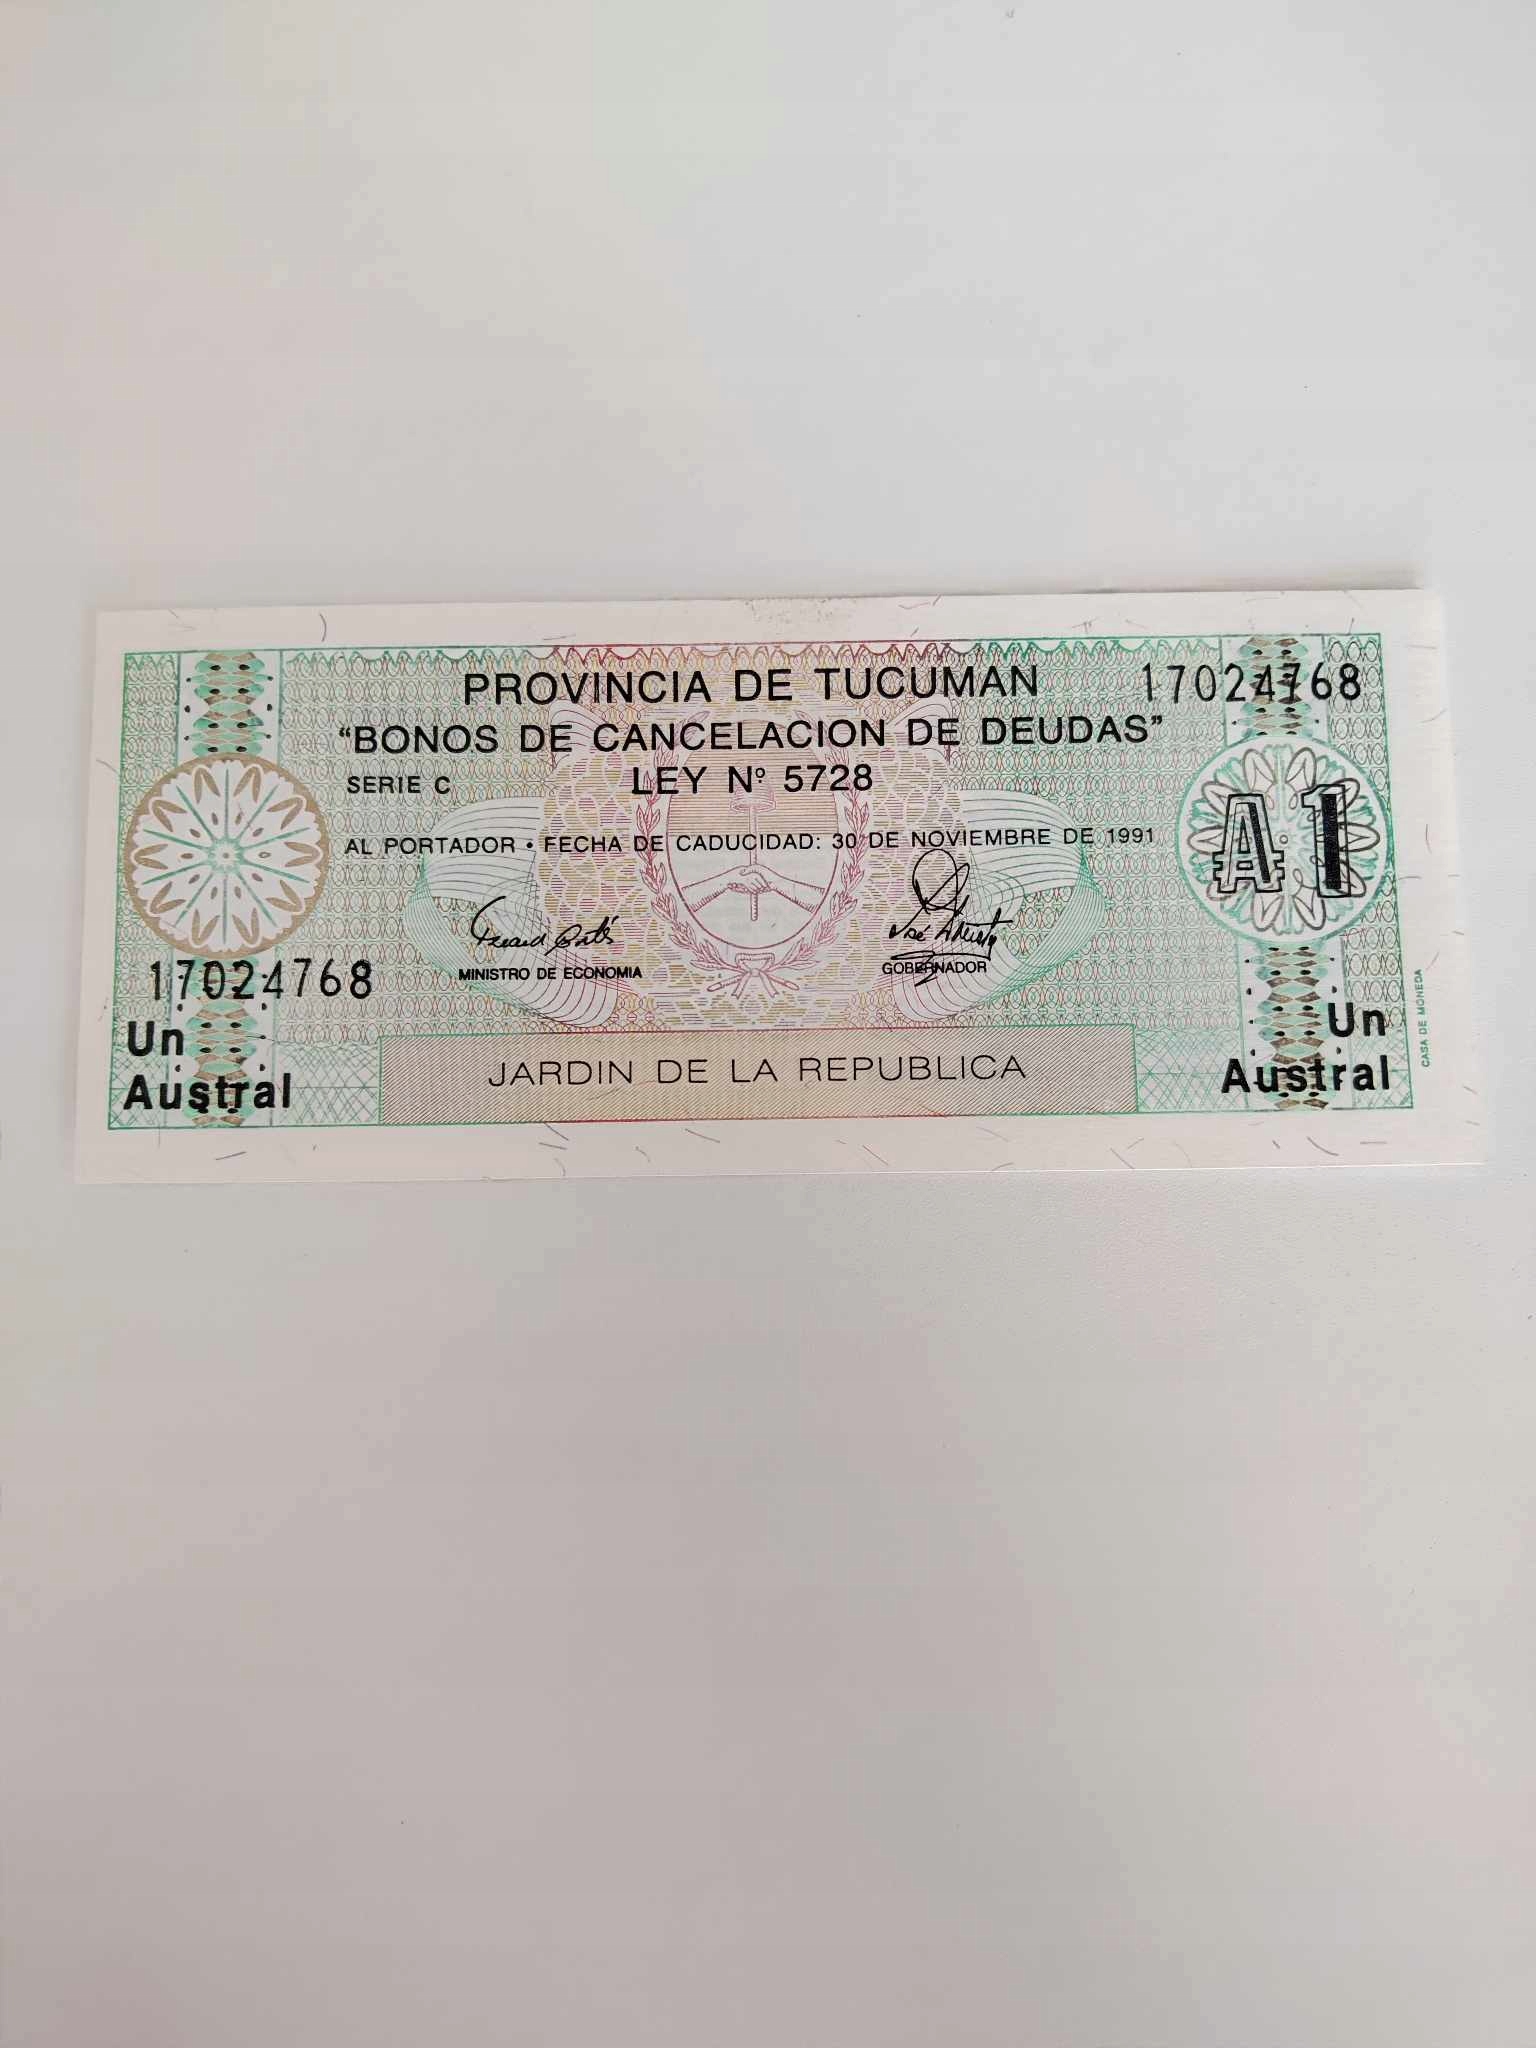 PROVINCIA DE TUCUMAN
17024768
“BONOS DE CANCELACION DE DEUDAS”
SERIE C
LEY Nº 5728
₳1
AL PORTADOR • FECHA DE CADUCIDAD: 30 DE NOVIEMBRE DE 1991
MINISTRO DE ECONOMIA
GOBERNADOR
17024768
Un
Austral
JARDIN DE LA REPUBLICA
Un
Austral
CASA DE MONEDA